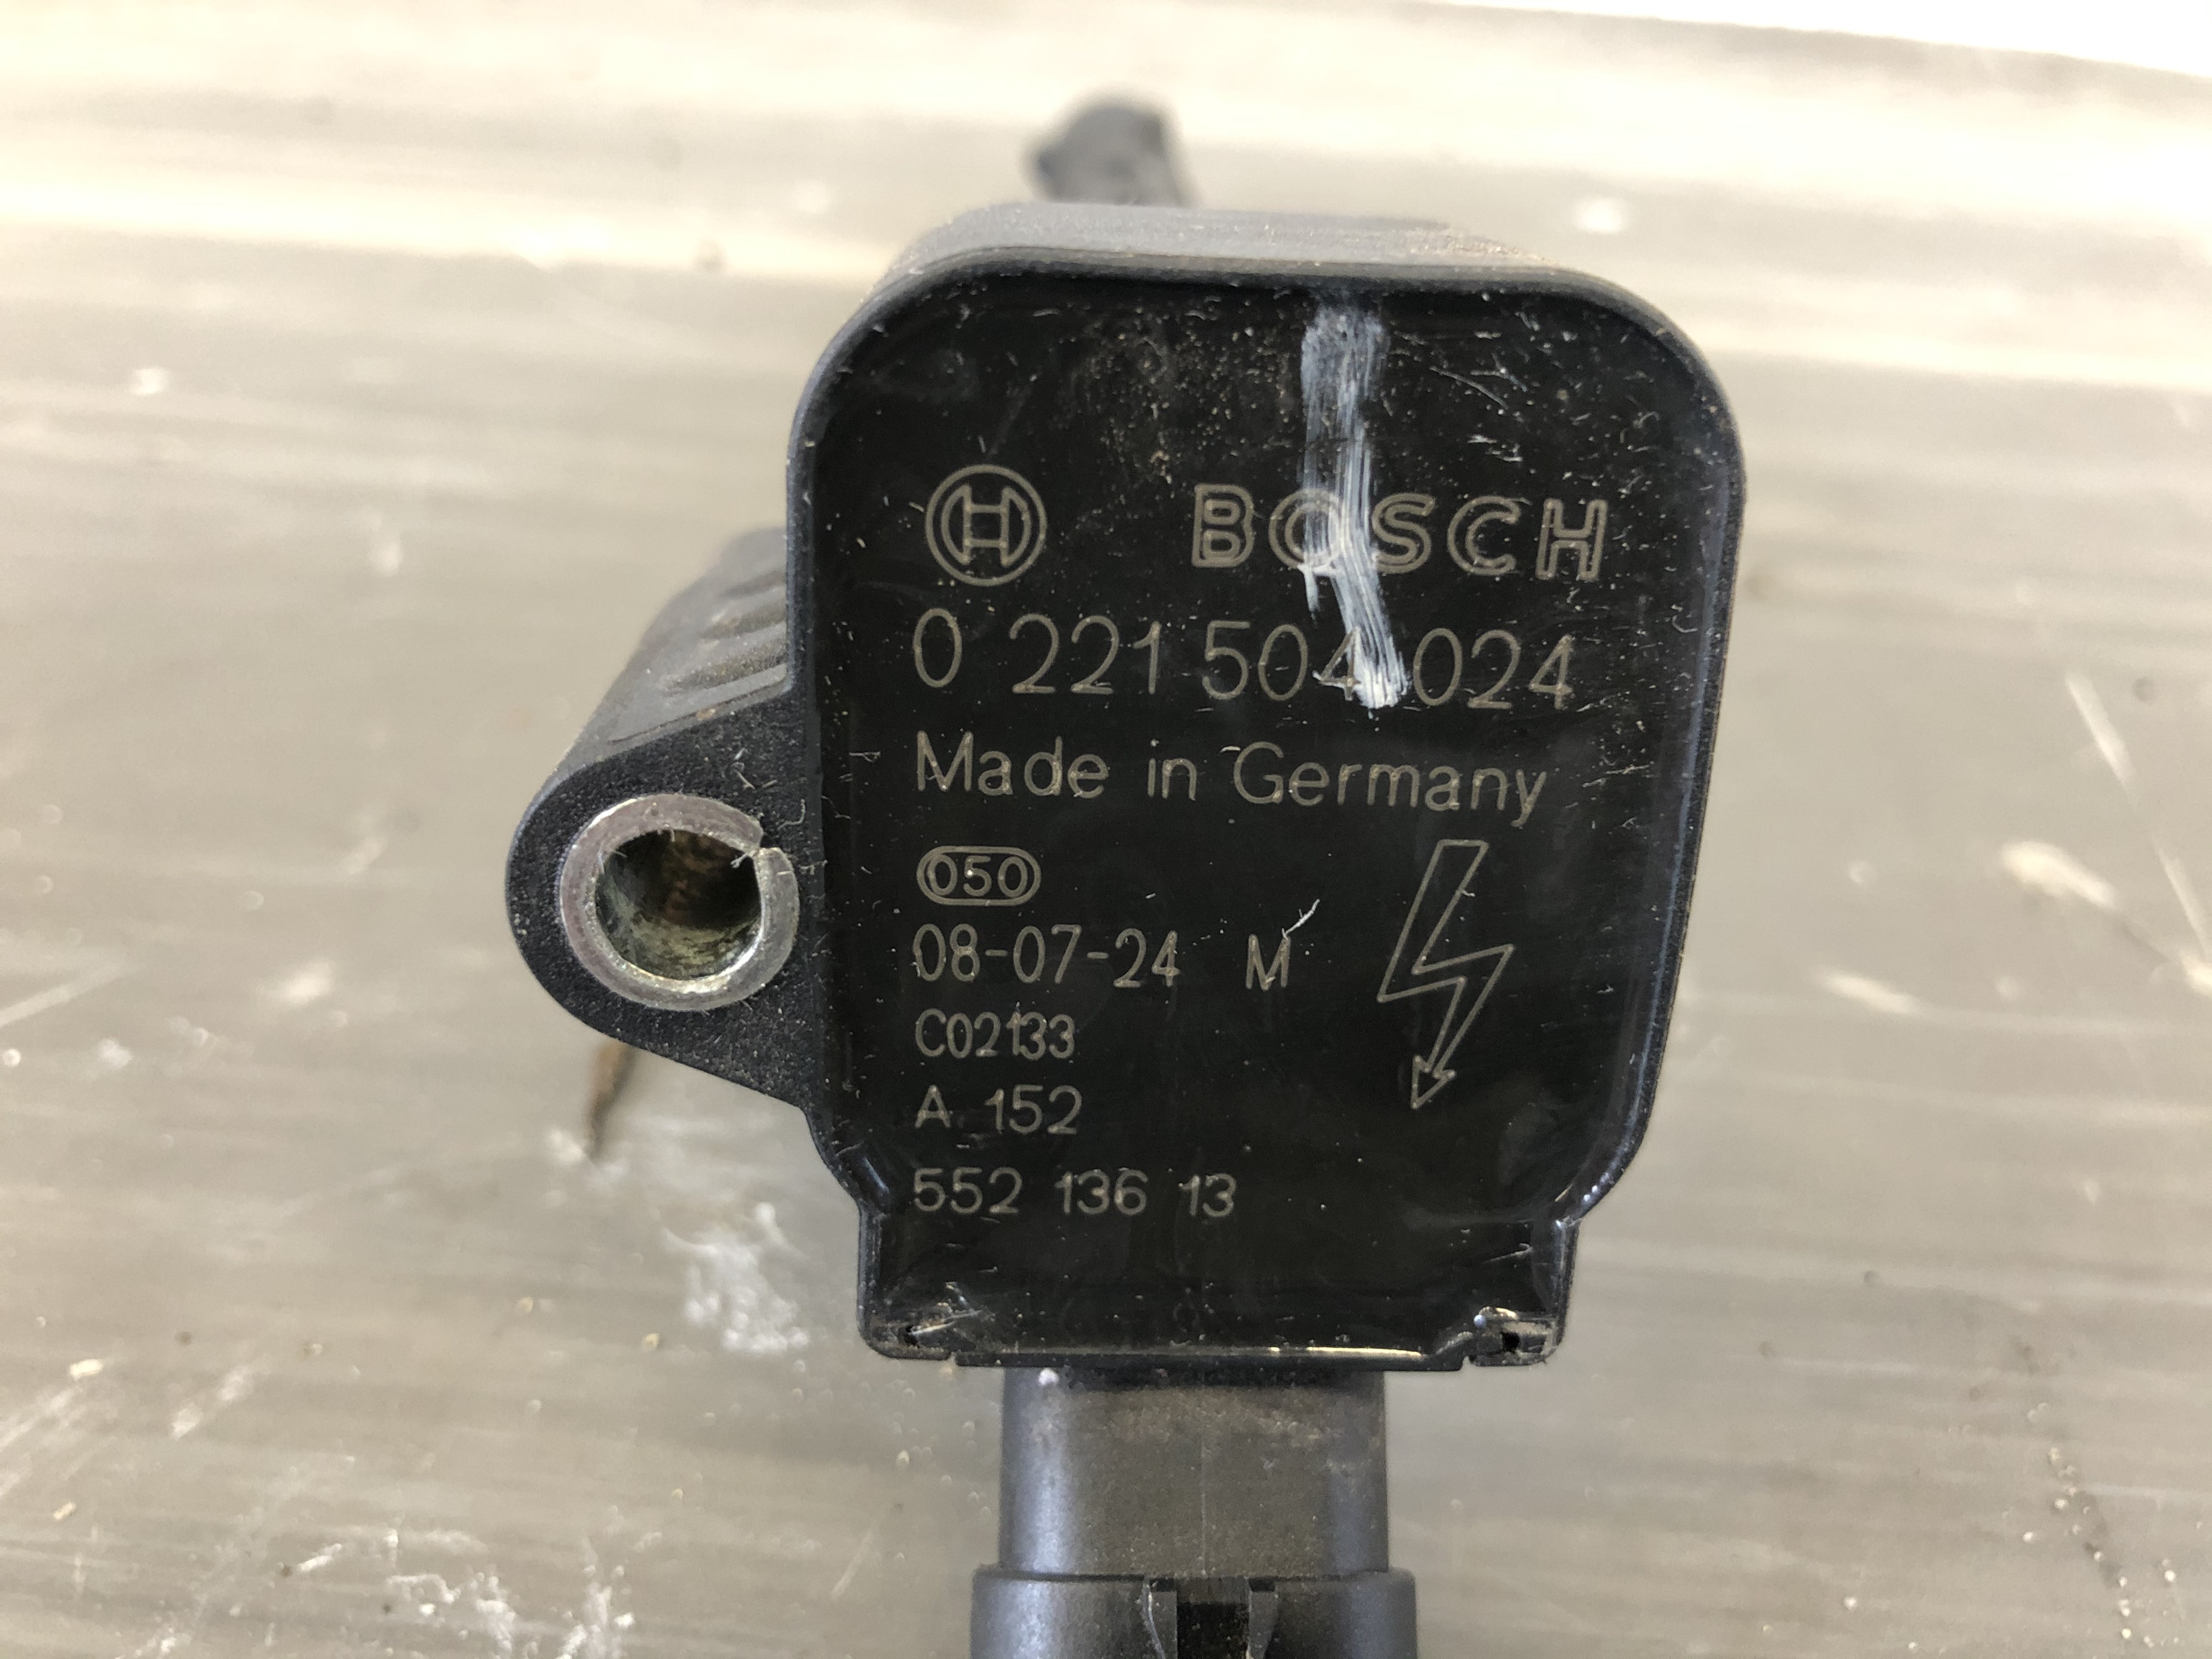 BOSCH
0 221 504 024
Made in Germany
050
08-07-24 M
C02133
A 152
552 136 13